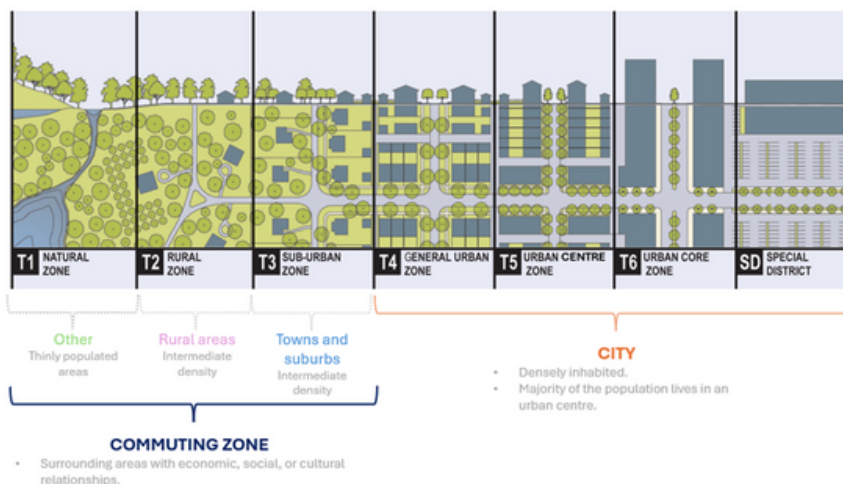 T1 NATURAL
ZONE
T2 RURAL
ZONE
T3 SUB-URBAN
ZONE
T4 GENERAL URBAN
ZONE
T5 URBAN CENTRE
ZONE
T6 URBAN CORE
ZONE
SD SPECIAL
DISTRICT
Other
Thinly populated
areas
Rural areas
Intermediate
density
Towns and
suburbs
Intermediate
density
CITY
• Densely inhabited.
• Majority of the population lives in an
urban centre.
COMMUTING ZONE
• Surrounding areas with economic, social, or cultural
relationships.